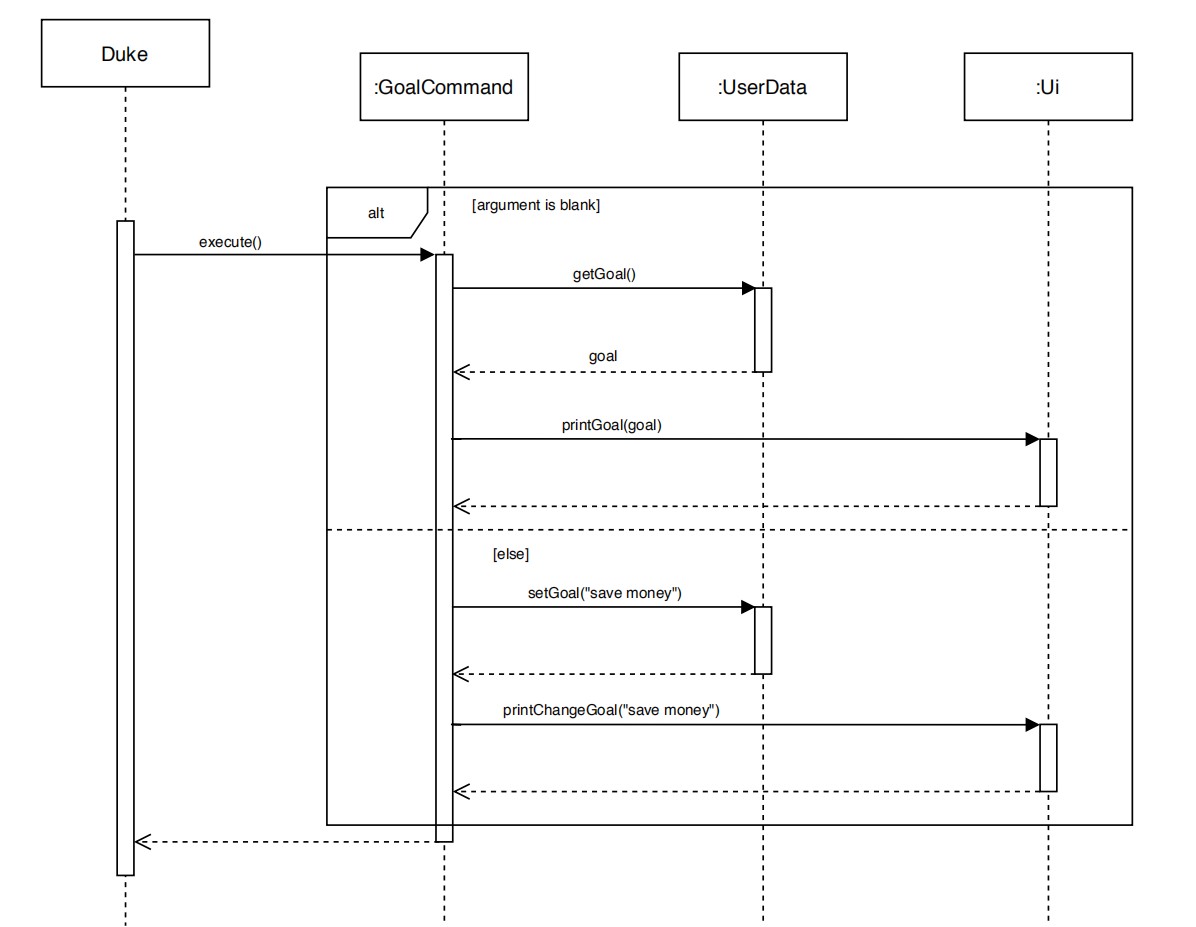 Duke
:GoalCommand
:UserData
:Ui
alt
[argument is blank]
execute()
getGoal()
goal
printGoal(goal)
[else]
setGoal("save money")
printChangeGoal("save money")